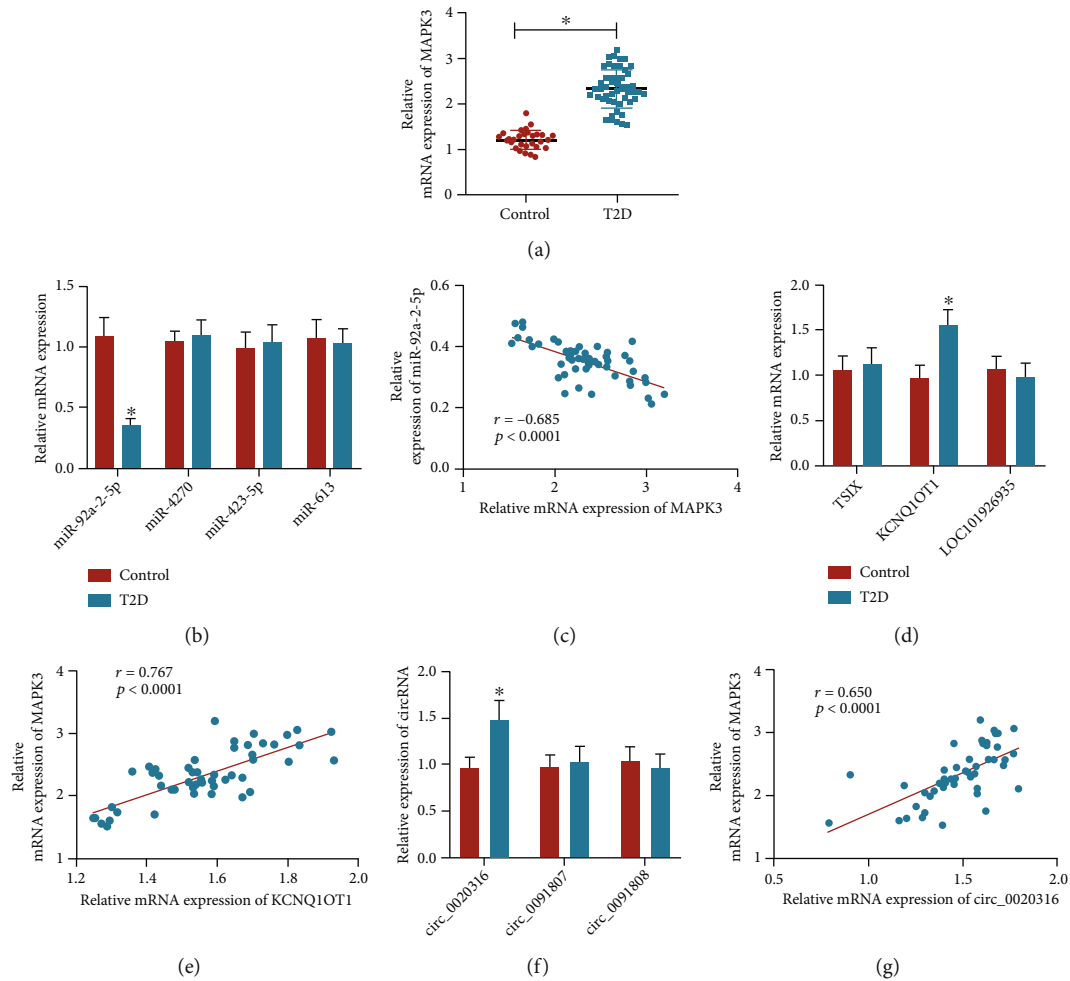 Relative
mRNA expression of MAPK3
4
3
2
1
0
*
Control
T2D
(a)
Relative mRNA expression
1.5
1.0
0.5
0.0
*
miR-92a-2-5p
miR-4270
miR-423-5p
miR-613
Control
T2D
(b)
Relative
expression of miR-92a-2-5p
0.6
0.4
0.2
r = −0.685
p < 0.0001
1
2
3
4
Relative mRNA expression of MAPK3
(c)
Relative mRNA expression
2.0
1.5
1.0
0.5
0.0
*
TSIX
KCNQ1OT1
LOC101926935
Control
T2D
(d)
Relative
mRNA expression of MAPK3
4
3
2
1
r = 0.767
p < 0.0001
1.2
1.4
1.6
1.8
2.0
Relative mRNA expression of KCNQ1OT1
(e)
Relative expression of circRNA
2.0
1.5
1.0
0.5
0.0
*
circ_0020316
circ_0091807
circ_0091808
(f)
Relative
mRNA expression of MAPK3
4
3
2
1
r = 0.650
p < 0.0001
0.5
1.0
1.5
2.0
Relative mRNA expression of circ_0020316
(g)